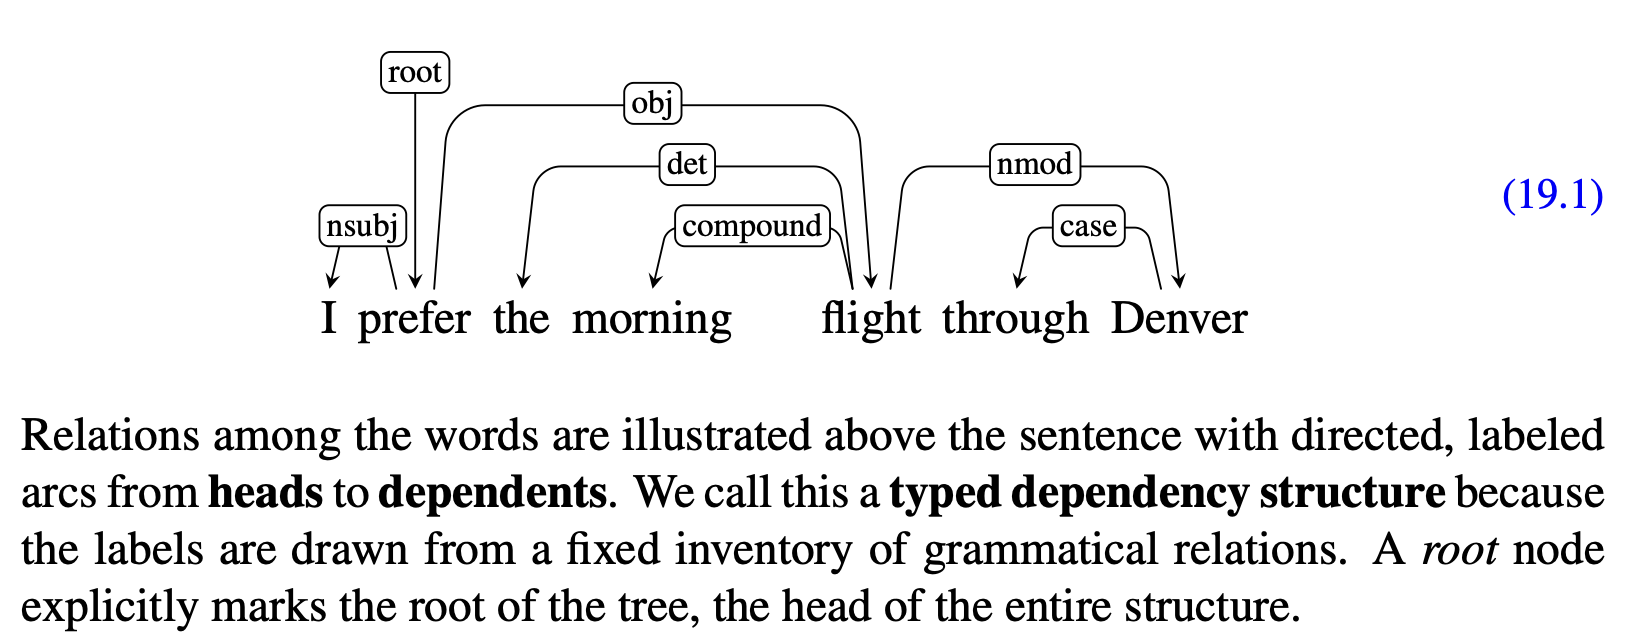 root
obj
det
nmod
nsubj
compound
case
(19.1)
I prefer the morning flight through Denver
Relations among the words are illustrated above the sentence with directed, labeled
arcs from heads to dependents. We call this a typed dependency structure because
the labels are drawn from a fixed inventory of grammatical relations. A root node
explicitly marks the root of the tree, the head of the entire structure.